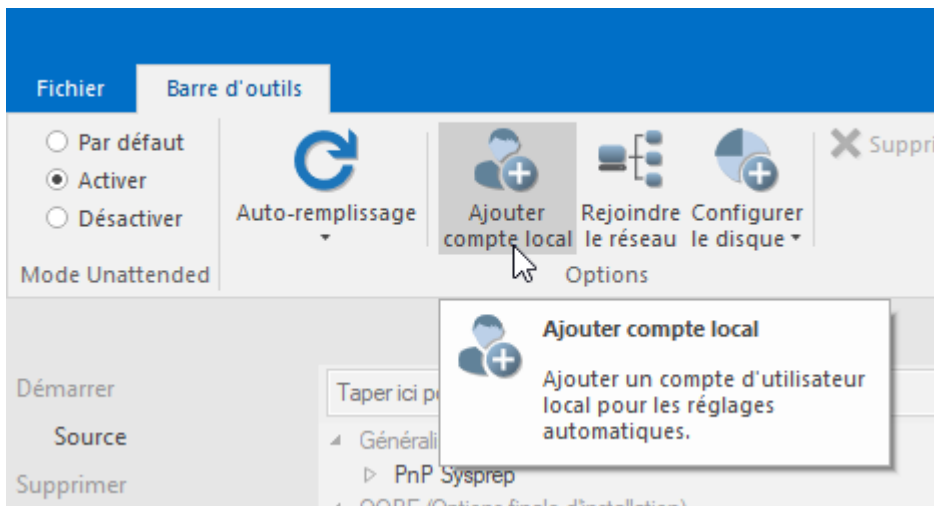 Fichier
Barre d'outils
Par défaut
Activer
Désactiver
Mode Unattended
Auto-remplissage
Ajouter
compte local
Rejoindre
le réseau
Configurer
le disque
Options
Ajouter compte local
Ajouter un compte d'utilisateur
local pour les réglages
automatiques.
Démarrer
Source
Supprimer
Taper ici
PnP Sysprep